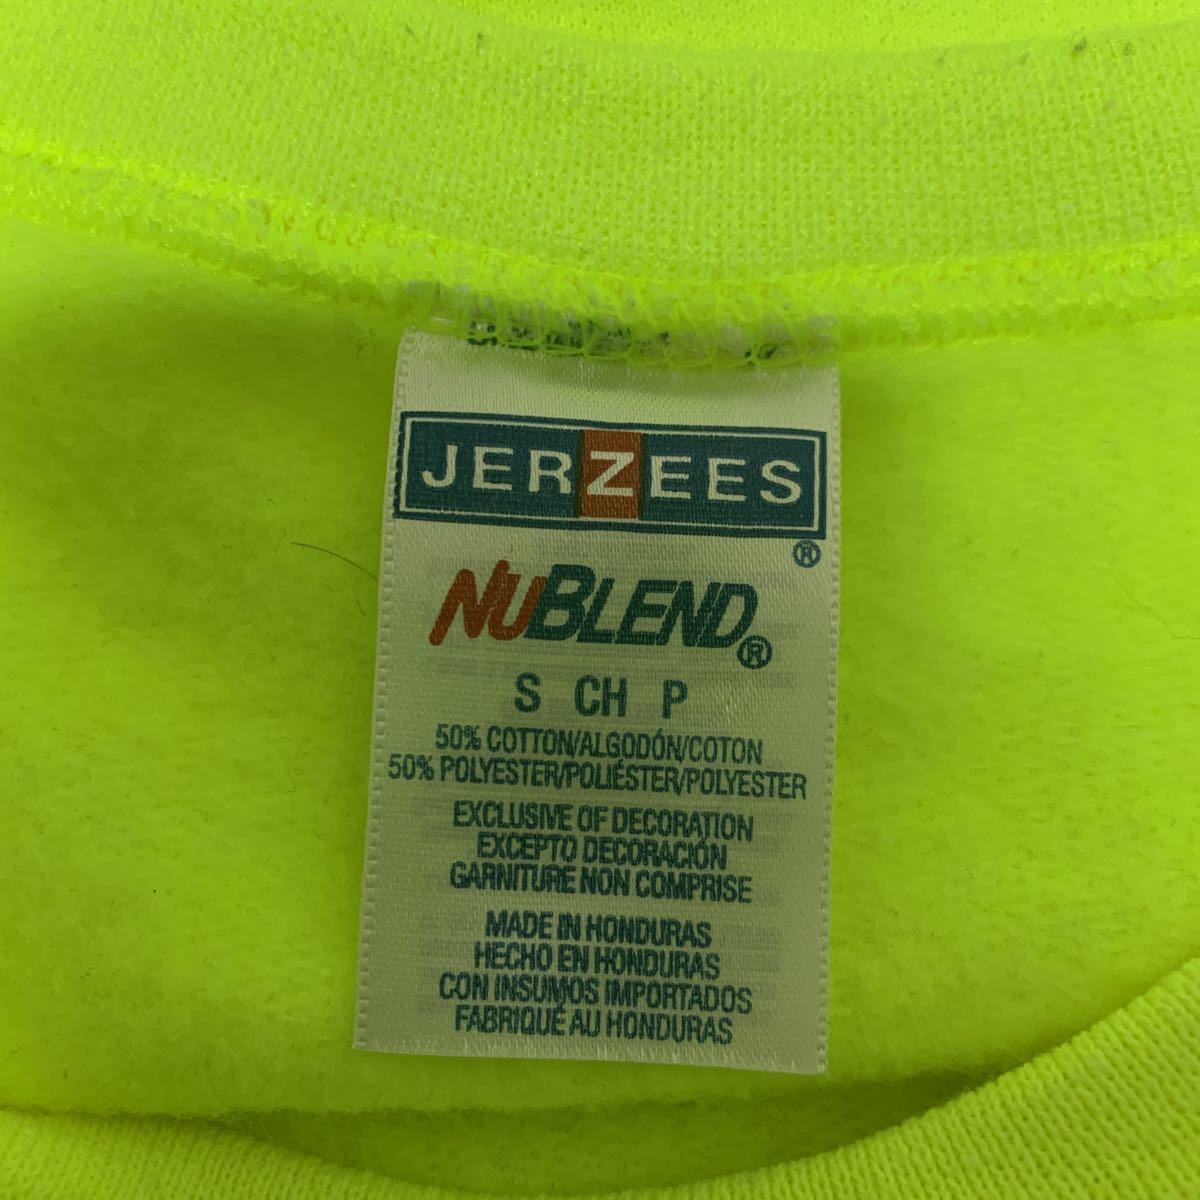 JERZEES
®
NUBLEND®
S CH P
50% COTTON/ALGODÓN/COTON
50% POLYESTER/POLIÉSTER/POLYESTER
EXCLUSIVE OF DECORATION
EXCEPTO DECORACIÓN
GARNITURE NON COMPRISE
MADE IN HONDURAS
HECHO EN HONDURAS
CON INSUMOS IMPORTADOS
FABRIQUÉ AU HONDURAS